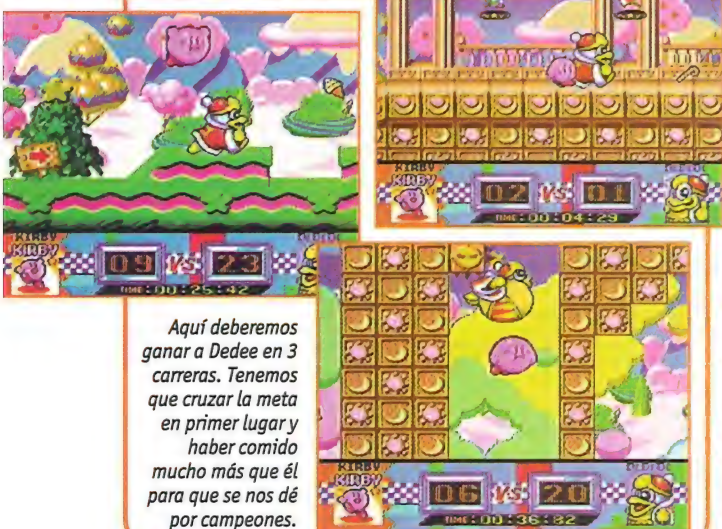 KIRBY
KIRBY
09 VS 23
TIME:00:25:42
KIRBY
KIRBY
02 VS 01
TIME:00:04:29
Aquí deberemos
ganar a Dedee en 3
carreras. Tenemos
que cruzar la meta
en primer lugar y
haber comido
mucho más que él
para que se nos dé
por campeones.
KIRBY
KIRBY
06 VS 20
TIME:00:36:02
DEDEDE